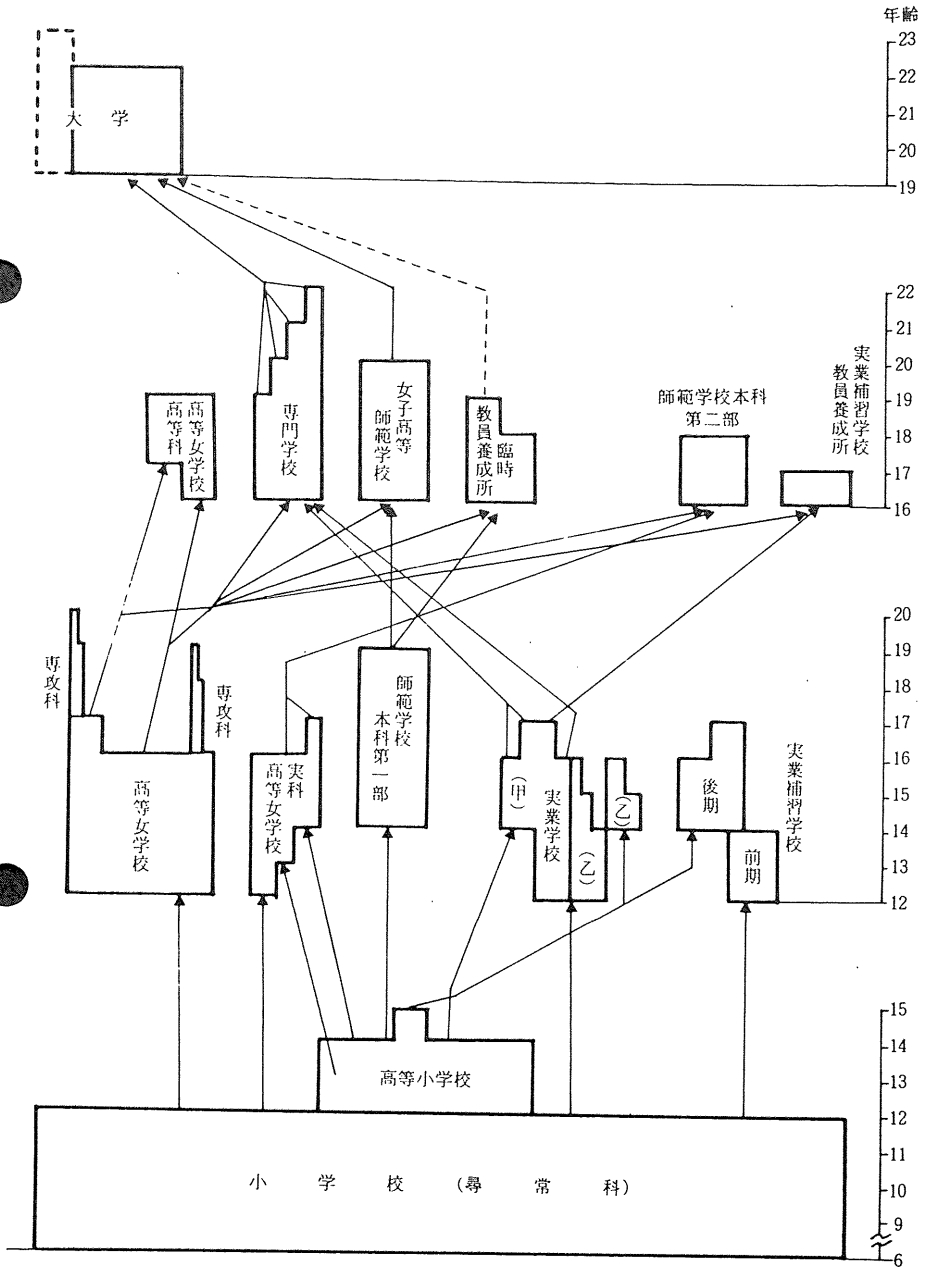 年齢
23
22
21
20
19
大学
22
21
20
19
18
17
16
高等女学校
高等科
専門学校
女子高等
師範学校
臨時
教員養成所
師範学校本科
第二部
実業補習学校
教員養成所
20
19
18
17
16
15
14
13
12
専攻科
専攻科
高等女学校
実科
高等女学校
師範学校
本科第一部
(甲)
実業学校
(乙)
(乙)
後期
前期
実業補習学校
15
14
13
12
11
10
9
6
高等小学校
小学校(尋常科)